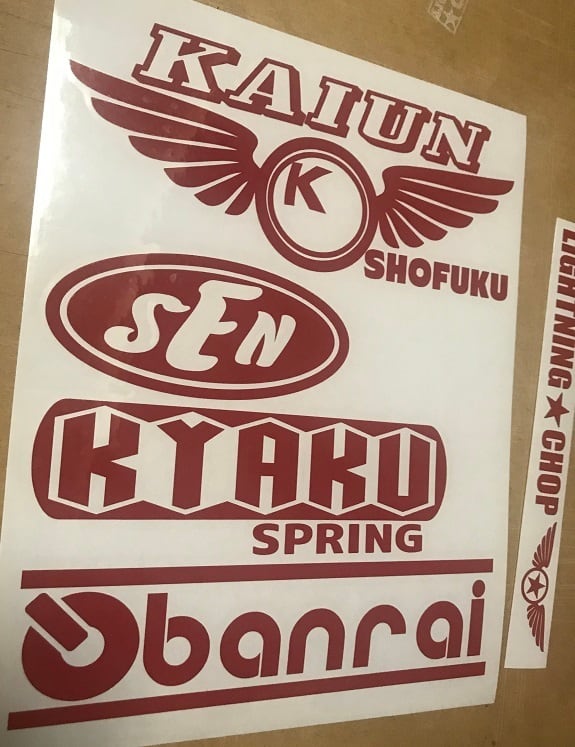 KAIUN
K
SHOFUKU
SEN
KYAKU
SPRING
banrai
LIGHTNING★CHOP